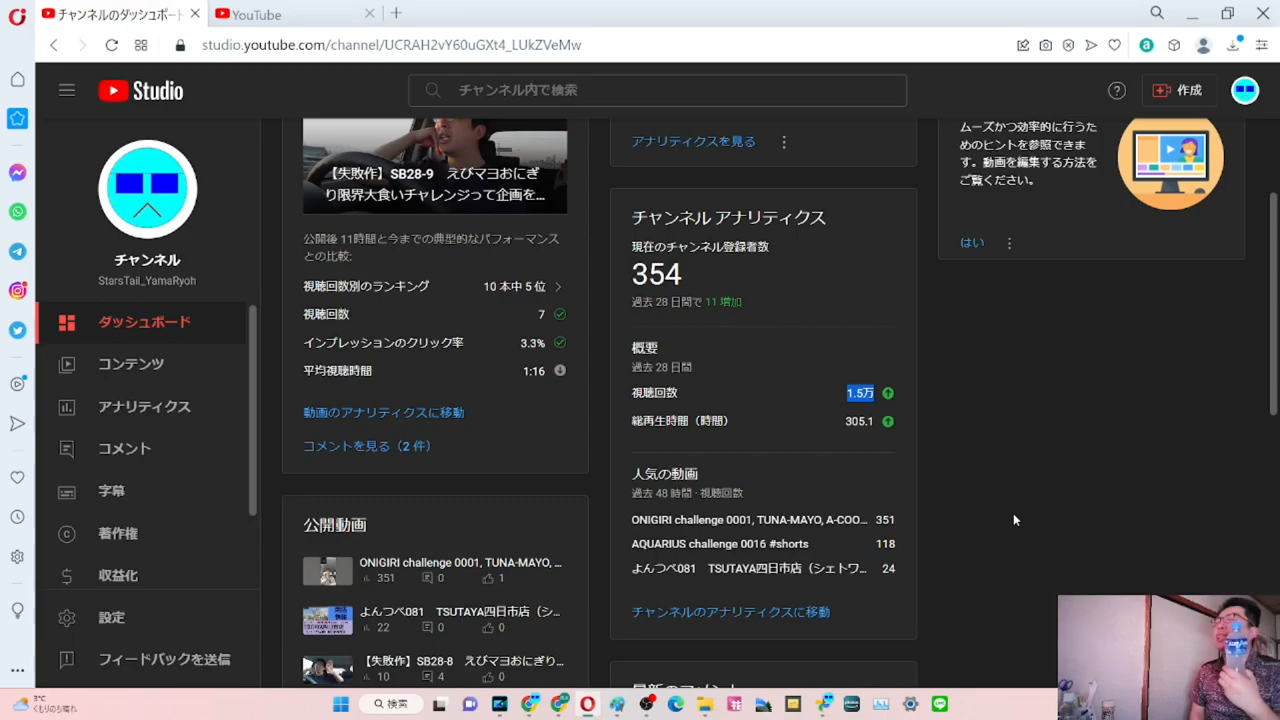 チャンネルのダッシュボート
YouTube
studio.youtube.com/channel/UCRAH2vY60uGXt4_LUkZVeMw
Studio
チャンネル内で検索
作成
チャンネル
StarsTail_YamaRyoh
ダッシュボード
コンテンツ
アナリティクス
コメント
字幕
著作権
収益化
設定
フィードバックを送信
【失敗作】SB28-9 えびマヨおにぎ
り限界大食いチャレンジって企画を...
公開後 11時間と今までの典型的なパフォーマンス
との比較:
視聴回数別のランキング 10 本中 5 位
視聴回数 7
インプレッションのクリック率 3.3%
平均視聴時間 1:16
動画のアナリティクスに移動
コメントを見る（2 件）
公開動画
ONIGIRI challenge 0001, TUNA-MAYO, ...
351 0 1
よんつべ081 TSUTAYA四日市店（シ...
22 0 0
【失敗作】SB28-8 えびマヨおにぎり...
10 4 0
アナリティクスを見る
チャンネル アナリティクス
現在のチャンネル登録者数
354
過去 28 日間で 11 増加
概要
過去 28 日間
視聴回数 1.5万
総再生時間（時間） 305.1
人気の動画
過去 48 時間 · 視聴回数
ONIGIRI challenge 0001, TUNA-MAYO, A-COO... 351
AQUARIUS challenge 0016 #shorts 118
よんつべ081 TSUTAYA四日市店（シェトワ... 24
チャンネルのアナリティクスに移動
最新のコメント
ムーズかつ効率的に行うた
めのヒントを参照できま
す。動画を編集する方法を
ご覧ください。
はい
3°C
くもりのち晴れ
検索